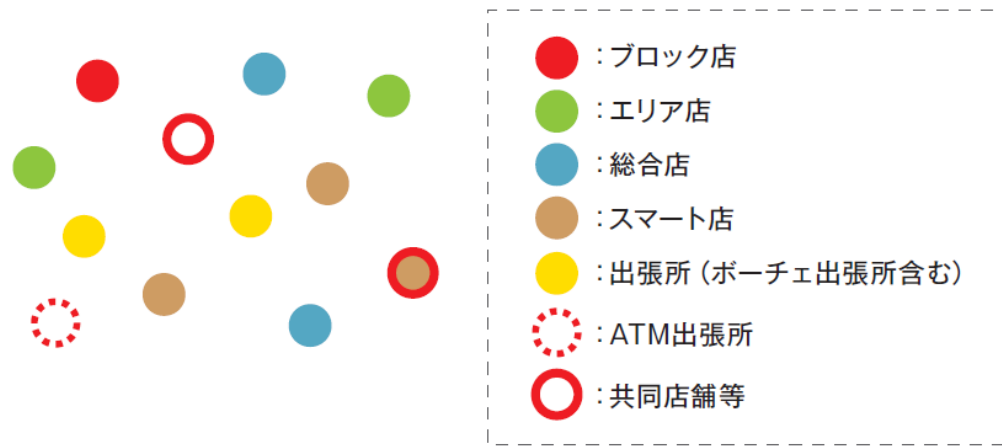 ：ブロック店
：エリア店
：総合店
：スマート店
：出張所（ボーチェ出張所含む）
：ATM出張所
：共同店舗等